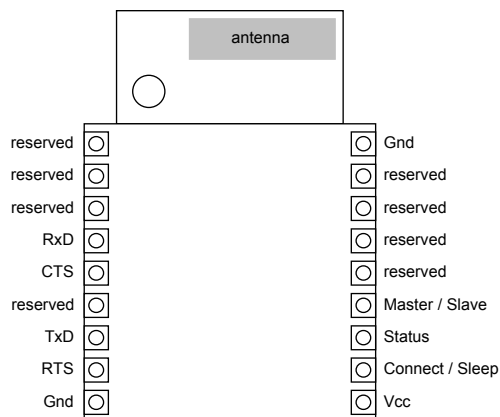 antenna
reserved Gnd
reserved reserved
reserved reserved
RxD reserved
CTS reserved
reserved Master / Slave
TxD Status
RTS Connect / Sleep
Gnd Vcc